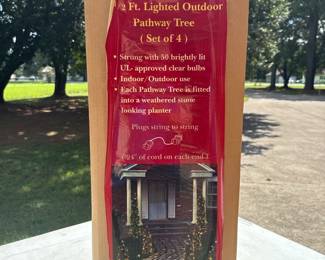 2 Ft. Lighted Outdoor
Pathway Tree
( Set of 4 )
• Strung with 50 brightly lit
UL- approved clear bulbs
• Indoor/Outdoor use
• Each Pathway Tree is fitted
into a weathered stone
looking planter
Plugs string to string
( 24" of cord on each end )